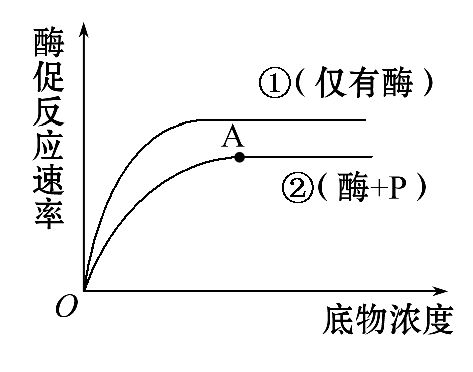 酶促反应速率
①(仅有酶)
A
②(酶+P)
O
底物浓度